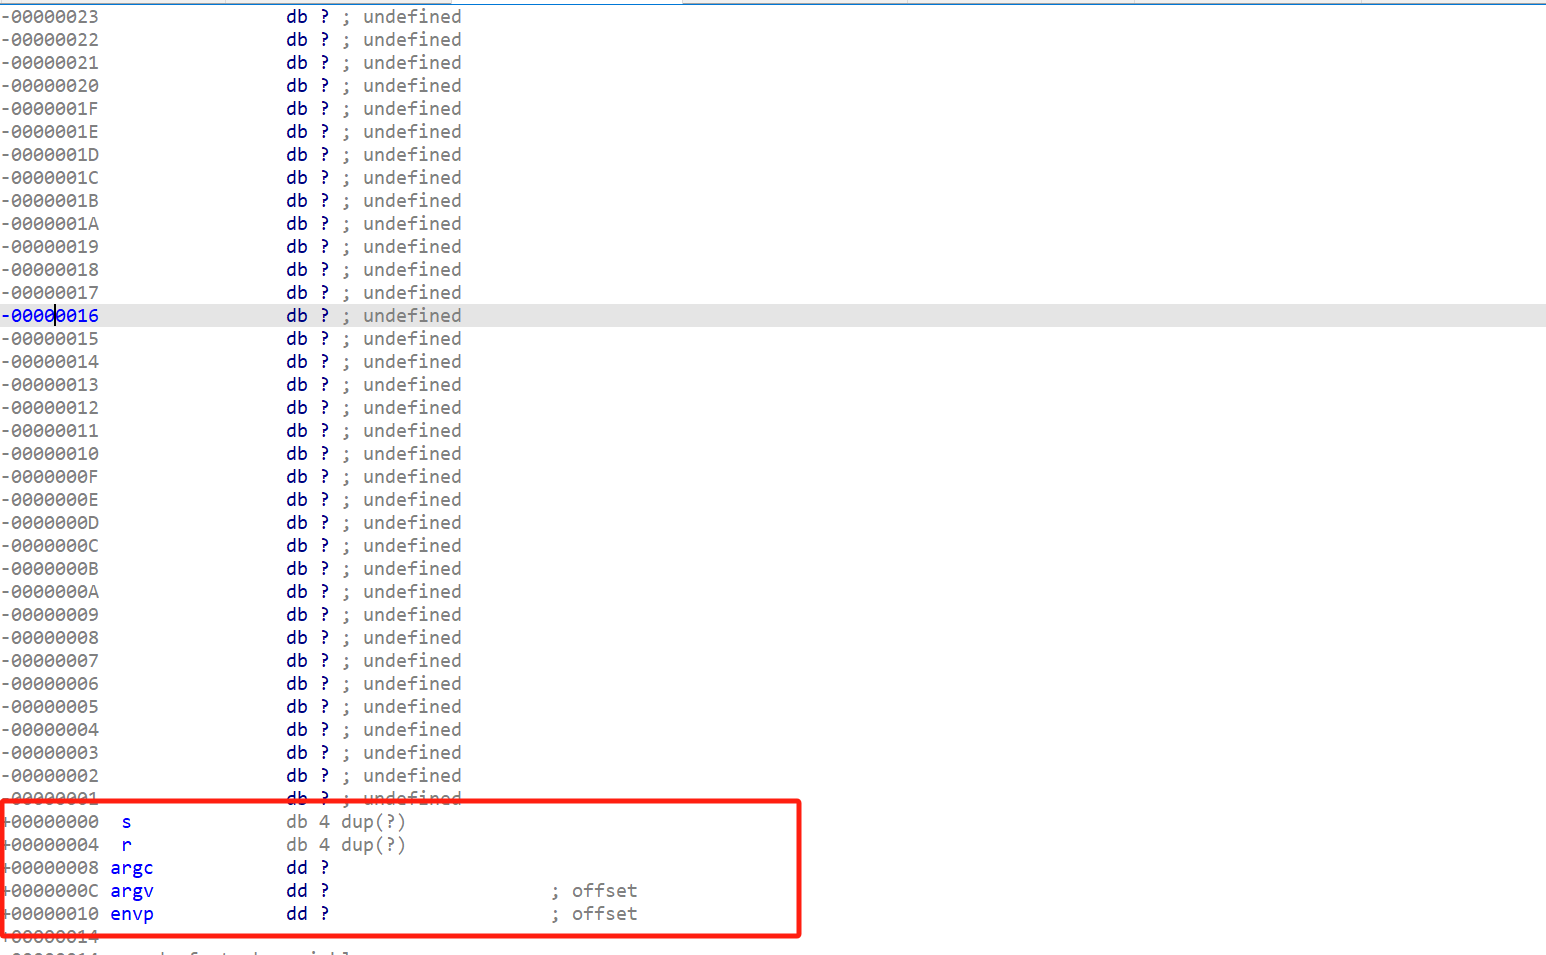 -00000023 db ? ; undefined
-00000022 db ? ; undefined
-00000021 db ? ; undefined
-00000020 db ? ; undefined
-0000001F db ? ; undefined
-0000001E db ? ; undefined
-0000001D db ? ; undefined
-0000001C db ? ; undefined
-0000001B db ? ; undefined
-0000001A db ? ; undefined
-00000019 db ? ; undefined
-00000018 db ? ; undefined
-00000017 db ? ; undefined
-00000016 db ? ; undefined
-00000015 db ? ; undefined
-00000014 db ? ; undefined
-00000013 db ? ; undefined
-00000012 db ? ; undefined
-00000011 db ? ; undefined
-00000010 db ? ; undefined
-0000000F db ? ; undefined
-0000000E db ? ; undefined
-0000000D db ? ; undefined
-0000000C db ? ; undefined
-0000000B db ? ; undefined
-0000000A db ? ; undefined
-00000009 db ? ; undefined
-00000008 db ? ; undefined
-00000007 db ? ; undefined
-00000006 db ? ; undefined
-00000005 db ? ; undefined
-00000004 db ? ; undefined
-00000003 db ? ; undefined
-00000002 db ? ; undefined
-00000001 db ? ; undefined
+00000000 s db 4 dup(?)
+00000004 r db 4 dup(?)
+00000008 argc dd ?
+0000000C argv dd ? ; offset
+00000010 envp dd ? ; offset
+00000014